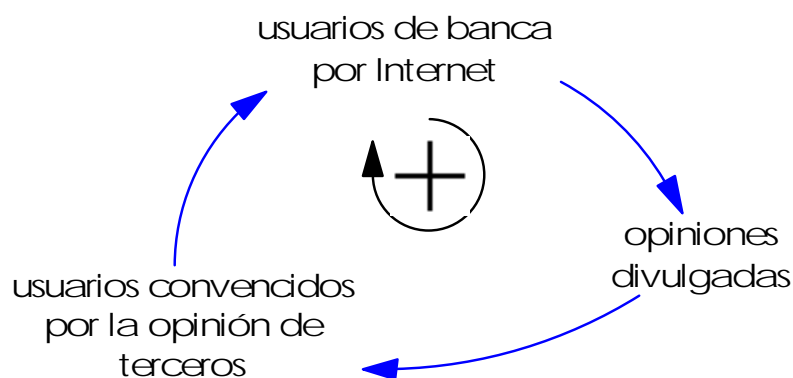 usuarios de banca
por Internet
+
opiniones
divulgadas
usuarios convencidos
por la opinión de
terceros